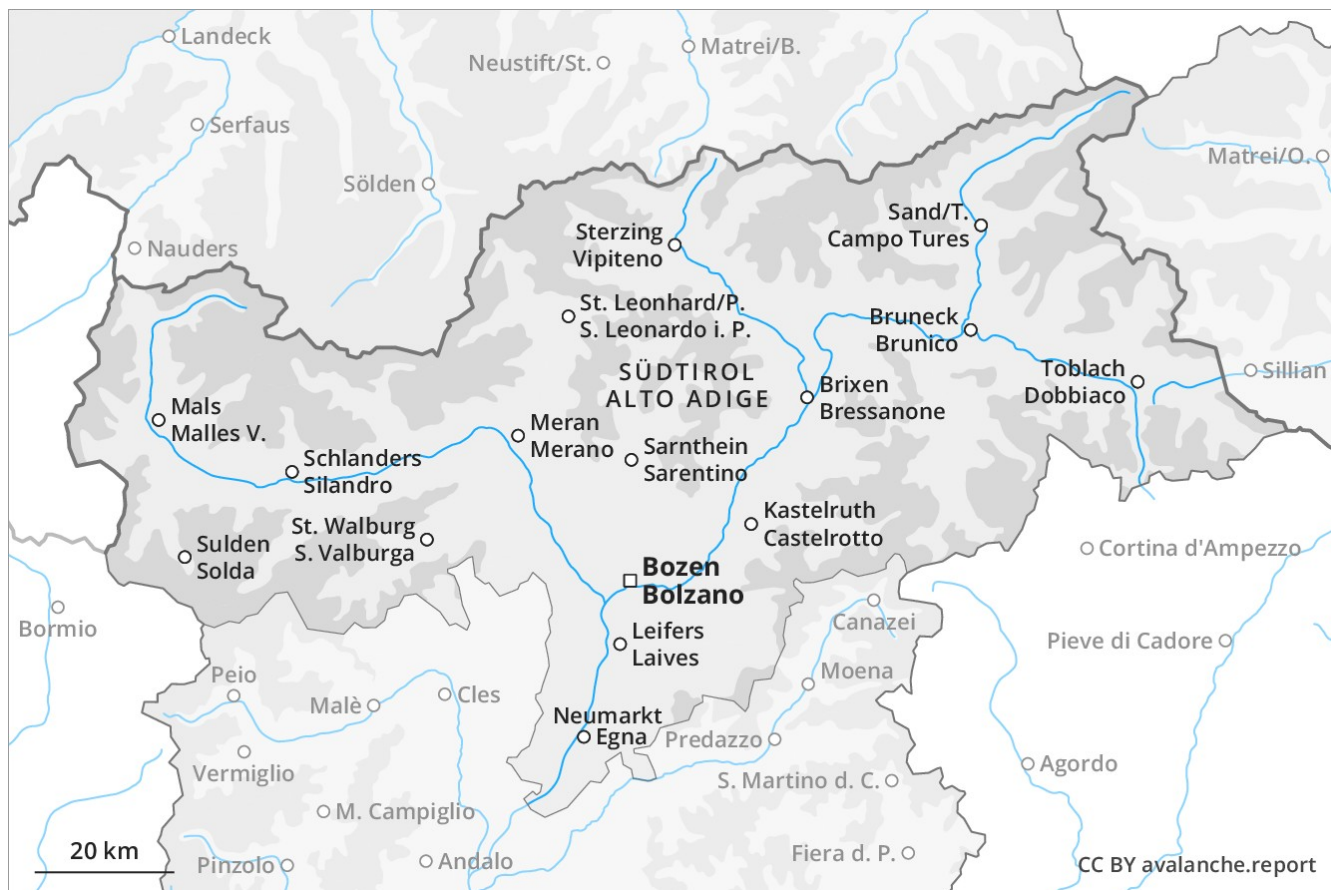 Landeck
Matrei/B.
Neustift/St.
Serfaus
Matrei/O.
Sölden
Nauders
Sand/T.
Campo Tures
Sterzing
Vipiteno
St. Leonhard/P.
S. Leonardo i. P.
Bruneck
Brunico
SÜDTIROL
ALTO ADIGE
Toblach
Dobbiaco
Sillian
Brixen
Bressanone
Mals
Malles V.
Meran
Merano
Sarnthein
Sarentino
Schlanders
Silandro
Kastelruth
Castelrotto
St. Walburg
S. Valburga
Sulden
Solda
Cortina d'Ampezzo
Bozen
Bolzano
Bormio
Canazei
Leifers
Laives
Pieve di Cadore
Peio
Moena
Malè
Cles
Neumarkt
Egna
Predazzo
Vermiglio
Agordo
S. Martino d. C.
M. Campiglio
20 km
Pinzolo
Andalo
Fiera d. P.
CC BY avalanche.report